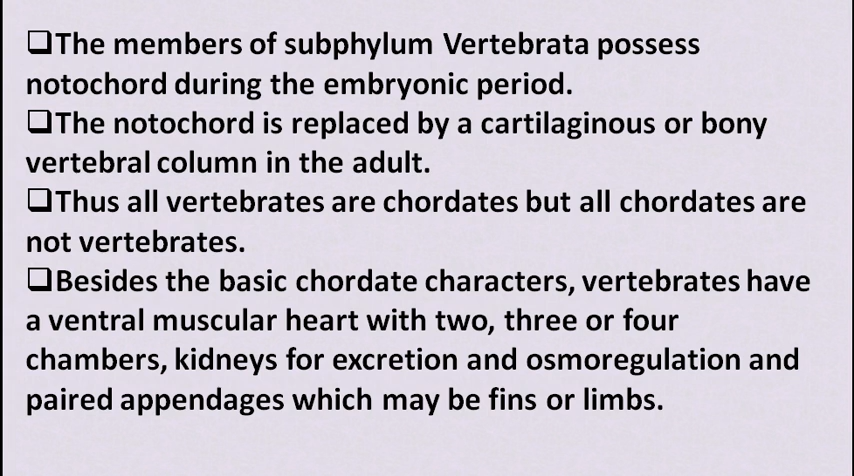 ❑The members of subphylum Vertebrata possess
notochord during the embryonic period.
❑The notochord is replaced by a cartilaginous or bony
vertebral column in the adult.
❑Thus all vertebrates are chordates but all chordates are
not vertebrates.
❑Besides the basic chordate characters, vertebrates have
a ventral muscular heart with two, three or four
chambers, kidneys for excretion and osmoregulation and
paired appendages which may be fins or limbs.